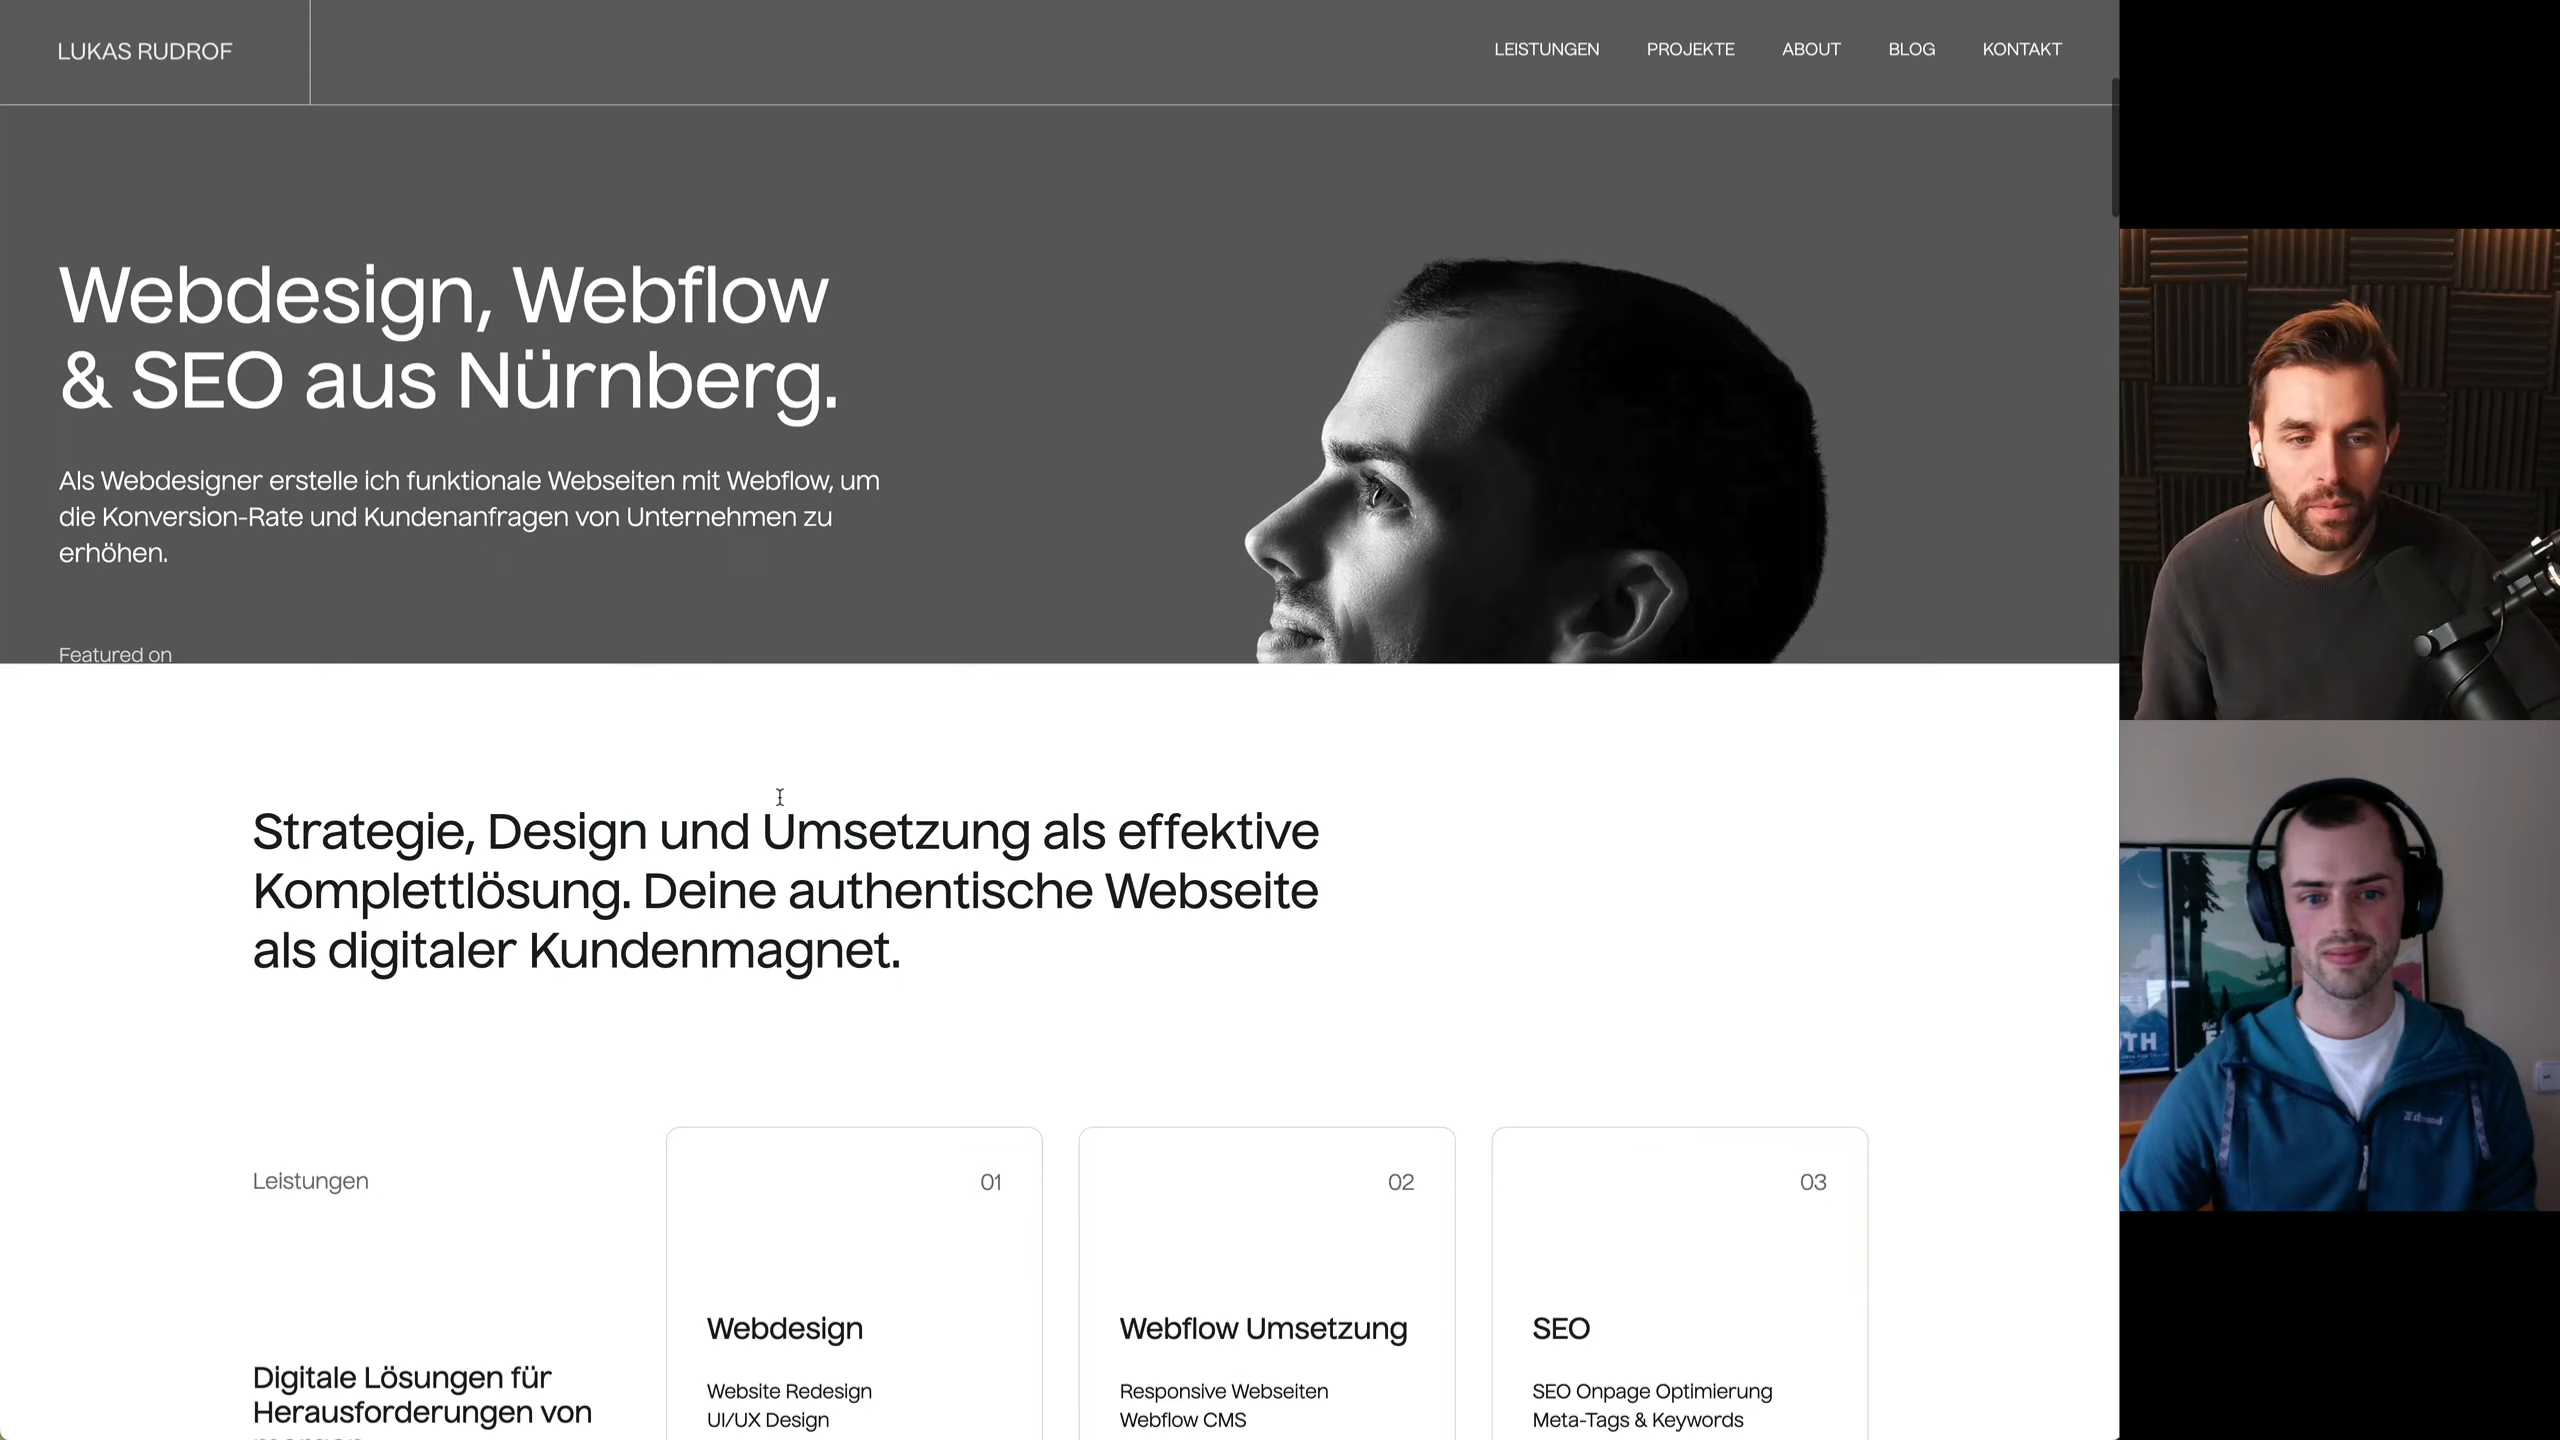 LUKAS RUDROF
LEISTUNGEN
PROJEKTE
ABOUT
BLOG
KONTAKT
Webdesign, Webflow
& SEO aus Nürnberg.
Als Webdesigner erstelle ich funktionale Webseiten mit Webflow, um
die Konversion-Rate und Kundenanfragen von Unternehmen zu
erhöhen.
Featured on
Strategie, Design und Umsetzung als effektive
Komplettlösung. Deine authentische Webseite
als digitaler Kundenmagnet.
Leistungen
Digitale Lösungen für
Herausforderungen von
01
Webdesign
Website Redesign
UI/UX Design
02
Webflow Umsetzung
Responsive Webseiten
Webflow CMS
03
SEO
SEO Onpage Optimierung
Meta-Tags & Keywords